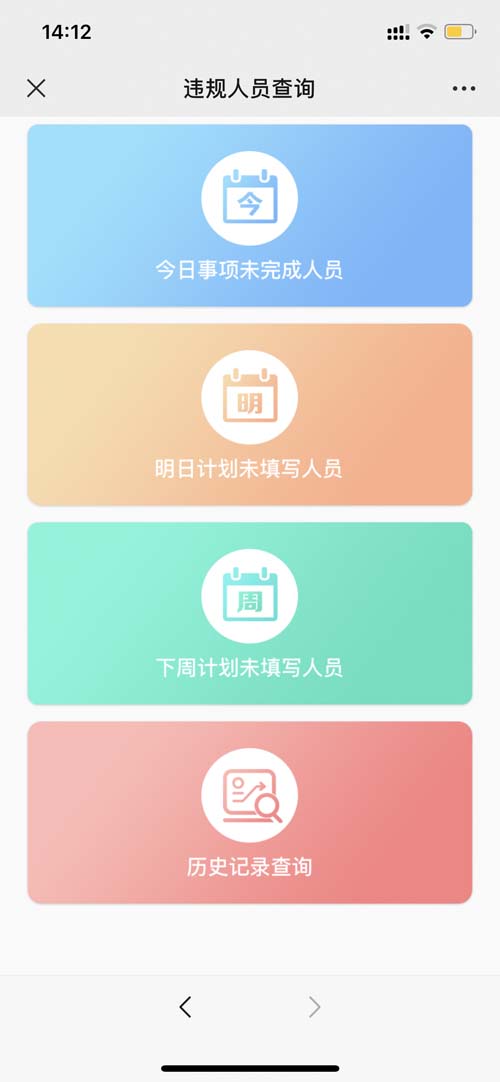 14:12
违规人员查询
今
今日事项未完成人员
明
明日计划未填写人员
周
下周计划未填写人员
历史记录查询